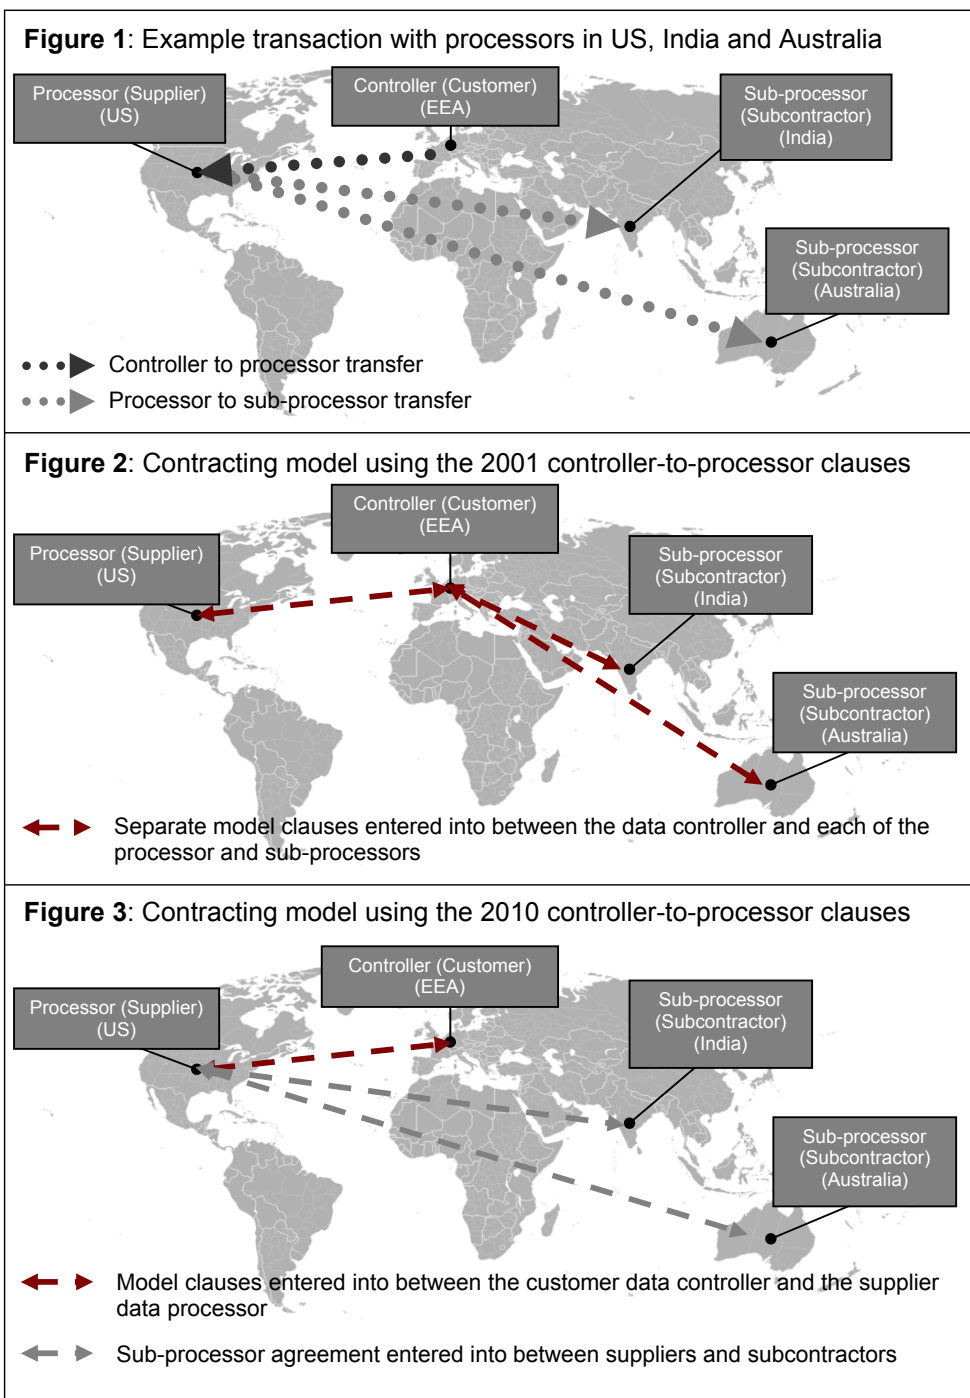 Figure 1: Example transaction with processors in US, India and Australia
Processor (Supplier)
(US)
Controller (Customer)
(EEA)
Sub-processor
(Subcontractor)
(India)
Sub-processor
(Subcontractor)
(Australia)
Controller to processor transfer
Processor to sub-processor transfer
Figure 2: Contracting model using the 2001 controller-to-processor clauses
Controller (Customer)
(EEA)
Processor (Supplier)
(US)
Sub-processor
(Subcontractor)
(India)
Sub-processor
(Subcontractor)
(Australia)
Separate model clauses entered into between the data controller and each of the
processor and sub-processors
Figure 3: Contracting model using the 2010 controller-to-processor clauses
Controller (Customer)
(EEA)
Processor (Supplier)
(US)
Sub-processor
(Subcontractor)
(India)
Sub-processor
(Subcontractor)
(Australia)
Model clauses entered into between the customer data controller and the supplier
data processor
Sub-processor agreement entered into between suppliers and subcontractors